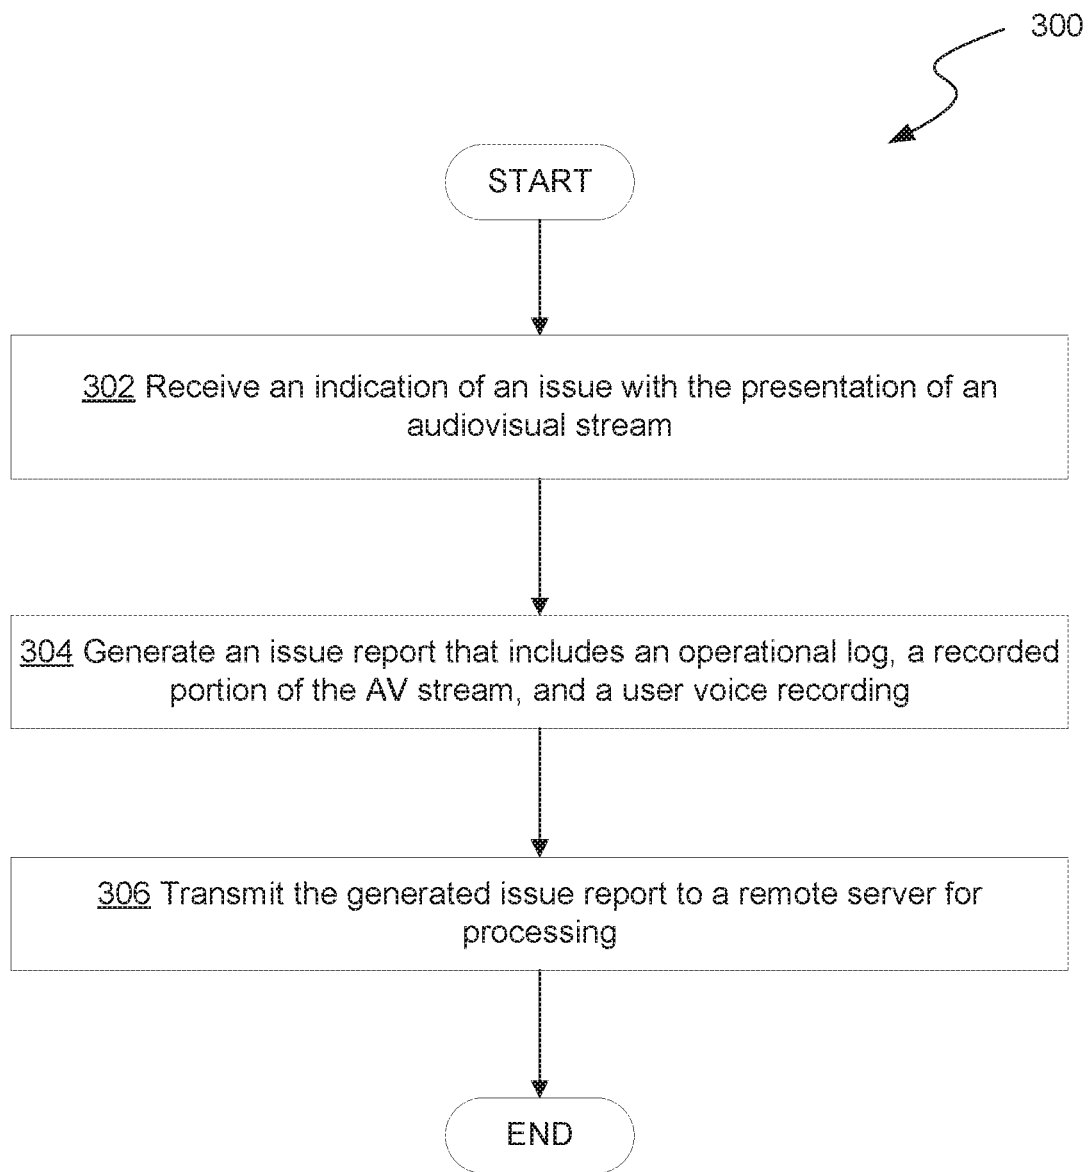 300
START
302 Receive an indication of an issue with the presentation of an
audiovisual stream
304 Generate an issue report that includes an operational log, a recorded
portion of the AV stream, and a user voice recording
306 Transmit the generated issue report to a remote server for
processing
END